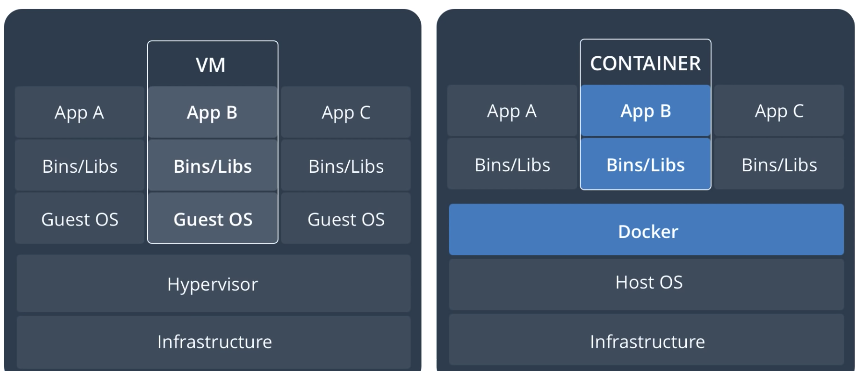 VM
App A App B App C
Bins/Libs Bins/Libs Bins/Libs
Guest OS Guest OS Guest OS
Hypervisor
Infrastructure
CONTAINER
App A App B App C
Bins/Libs Bins/Libs Bins/Libs
Docker
Host OS
Infrastructure